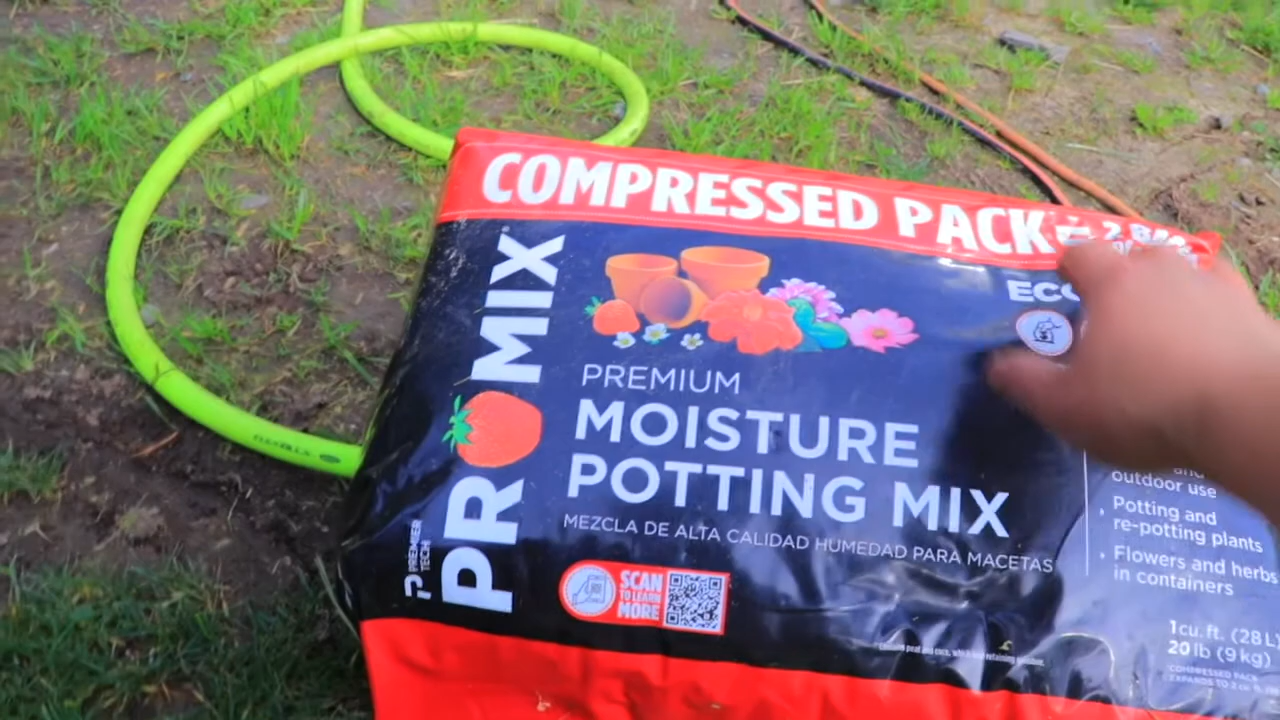 COMPRESSED PACK
PRO MIX
PREMIER
TECH
PREMIUM
MOISTURE
POTTING MIX
MEZCLA DE ALTA CALIDAD HUMEDAD PARA MACETAS
SCAN
TO LEARN
MORE
outdoor use
Potting and
re-potting plants
Flowers and herbs
in containers
1cu. ft. (28L)
20 lb (9 kg)
COMPRESSED PACK